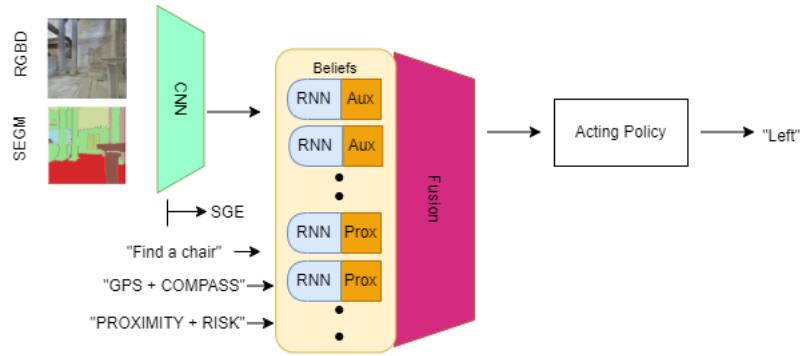 RGBD
SEGM
CNN
SGE
"Find a chair"
"GPS + COMPASS"
"PROXIMITY + RISK"
Beliefs
RNN Aux
RNN Aux
RNN Prox
RNN Prox
Fusion
Acting Policy
"Left"